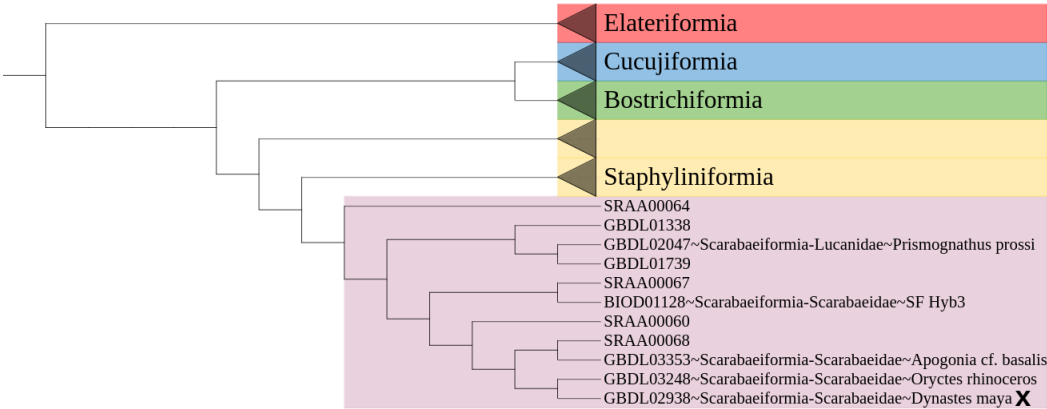 Elateriformia
Cucujiformia
Bostrichiformia
Staphyliniformia
SRAA00064
GBDL01338
GBDL02047~Scarabaeiformia-Lucanidae~Prismognathus prossi
GBDL01739
SRAA00067
BIOD01128~Scarabaeiformia-Scarabaeidae~SF Hyb3
SRAA00060
SRAA00068
GBDL03353~Scarabaeiformia-Scarabaeidae~Apogonia cf. basalis
GBDL03248~Scarabaeiformia-Scarabaeidae~Oryctes rhinoceros
GBDL02938~Scarabaeiformia-Scarabaeidae~Dynastes maya X